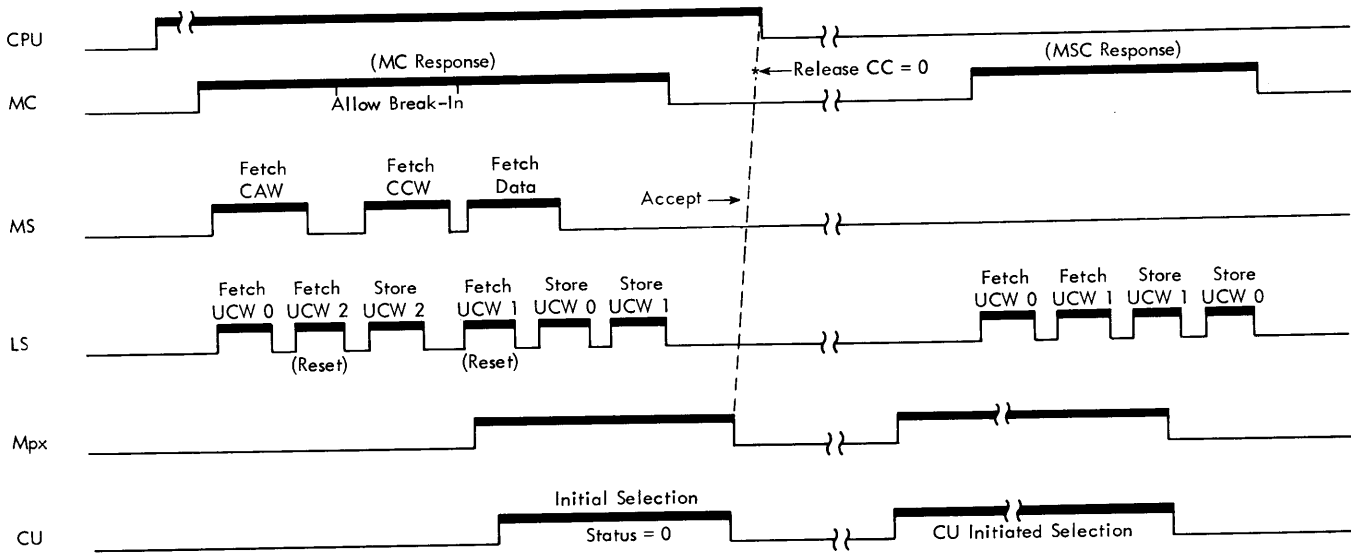 CPU
(MC Response)
Release CC = 0
(MSC Response)
MC
Allow Break-In
Fetch
CAW
Fetch
CCW
Fetch
Data
Accept
MS
Fetch
UCW 0
Fetch
UCW 2
Store
UCW 2
Fetch
UCW 1
Store
UCW 0
Store
UCW 1
Fetch
UCW 0
Fetch
UCW 1
Store
UCW 1
Store
UCW 0
LS
(Reset)
(Reset)
Mpx
Initial Selection
Status = 0
CU Initiated Selection
CU